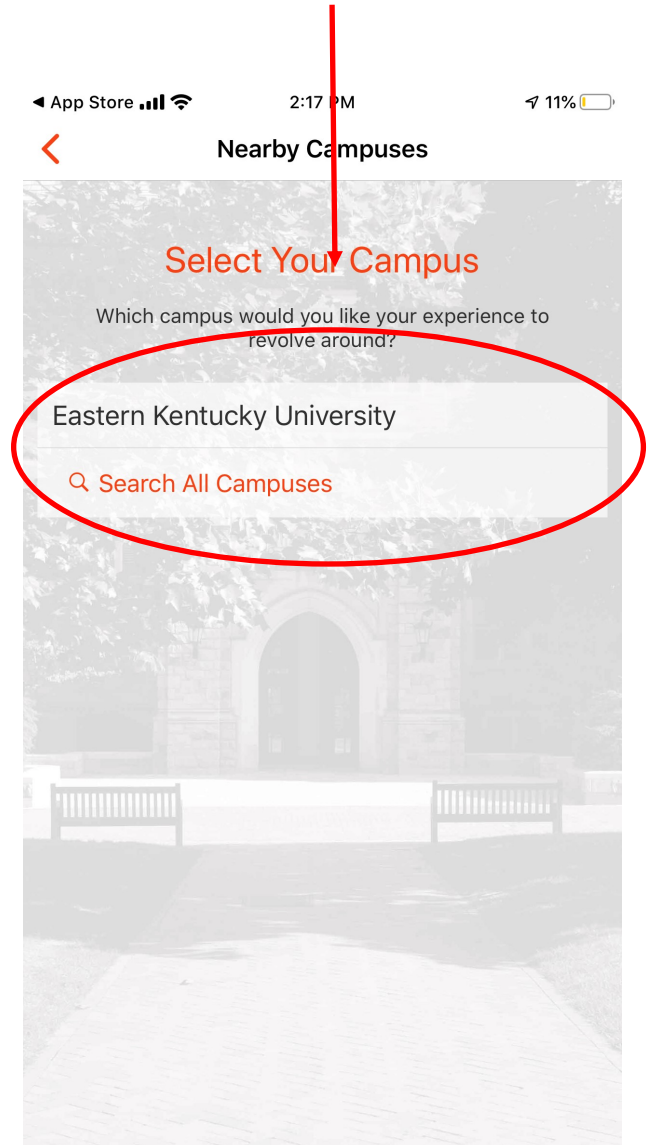 App Store
2:17 PM
11%
Nearby Campuses
Select Your Campus
Which campus would you like your experience to
revolve around?
Eastern Kentucky University
Search All Campuses